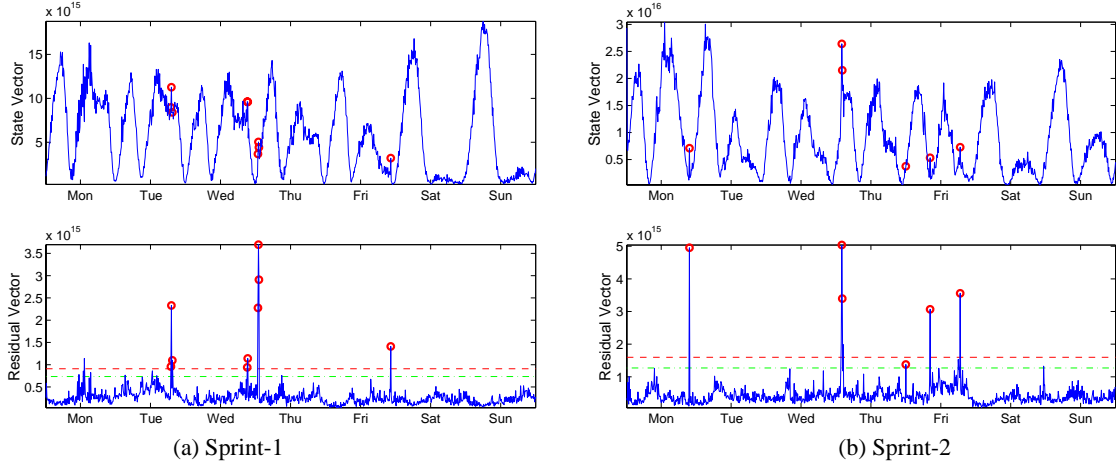 x 10^15
State Vector
15
10
5
Mon Tue Wed Thu Fri Sat Sun
x 10^15
Residual Vector
3.5
3
2.5
2
1.5
1
0.5
Mon Tue Wed Thu Fri Sat Sun
(a) Sprint-1
x 10^16
State Vector
3
2.5
2
1.5
1
0.5
Mon Tue Wed Thu Fri Sat Sun
x 10^15
Residual Vector
5
4
3
2
1
Mon Tue Wed Thu Fri Sat Sun
(b) Sprint-2